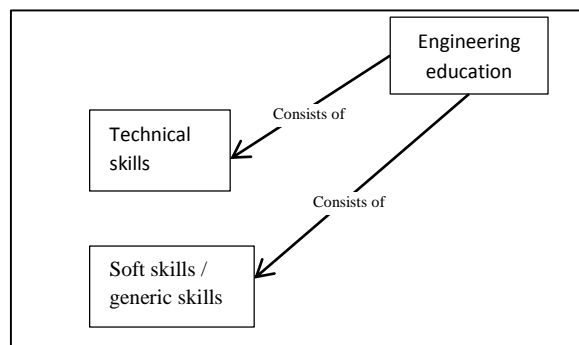 Engineering
education
Consists of
Technical
skills
Consists of
Soft skills /
generic skills